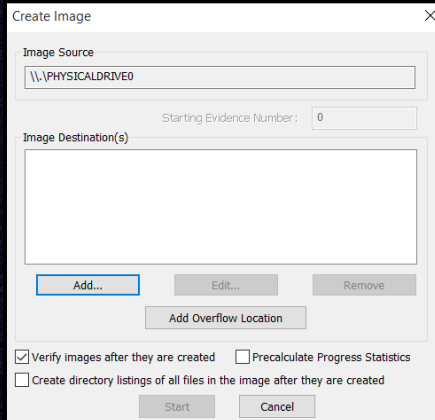 Create Image
Image Source
\\.\PHYSICALDRIVE0
Starting Evidence Number: 0
Image Destination(s)
Add... Edit... Remove
Add Overflow Location
Verify images after they are created Precalculate Progress Statistics
Create directory listings of all files in the image after they are created
Start Cancel